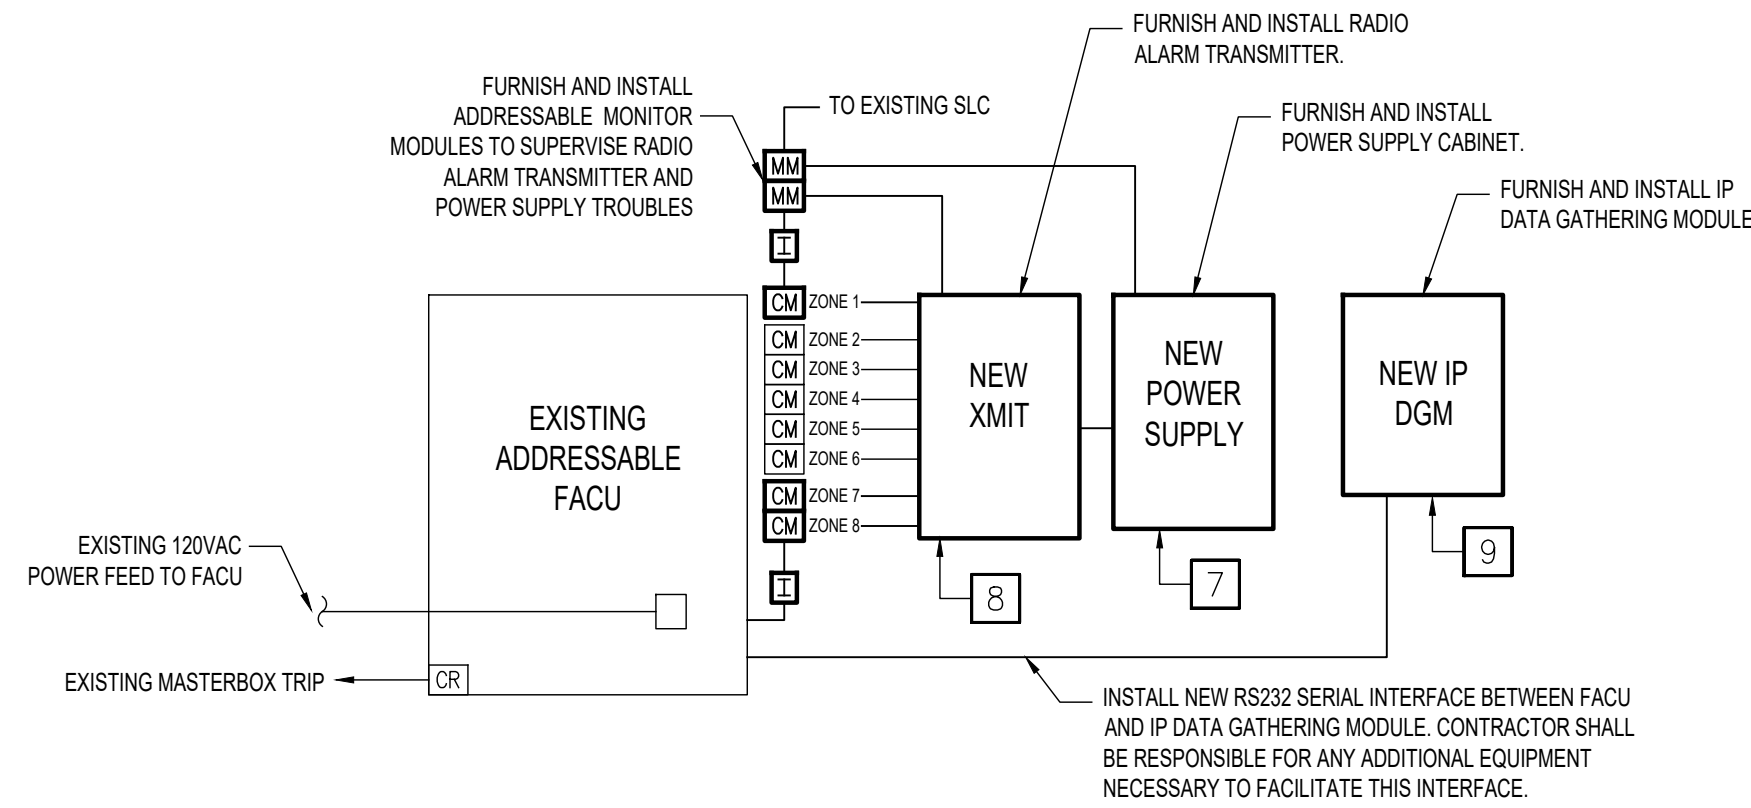 FURNISH AND INSTALL RADIO
ALARM TRANSMITTER.
FURNISH AND INSTALL
ADDRESSABLE MONITOR
MODULES TO SUPERVISE RADIO
ALARM TRANSMITTER AND
POWER SUPPLY TROUBLES
TO EXISTING SLC
FURNISH AND INSTALL
POWER SUPPLY CABINET.
FURNISH AND INSTALL IP
DATA GATHERING MODULE
MM
MM
I
CM ZONE 1
CM ZONE 2
CM ZONE 3
CM ZONE 4
CM ZONE 5
CM ZONE 6
CM ZONE 7
CM ZONE 8
I
EXISTING
ADDRESSABLE
FACU
NEW
XMIT
NEW
POWER
SUPPLY
NEW IP
DGM
8
7
9
EXISTING 120VAC
POWER FEED TO FACU
EXISTING MASTERBOX TRIP
CR
INSTALL NEW RS232 SERIAL INTERFACE BETWEEN FACU
AND IP DATA GATHERING MODULE. CONTRACTOR SHALL
BE RESPONSIBLE FOR ANY ADDITIONAL EQUIPMENT
NECESSARY TO FACILITATE THIS INTERFACE.